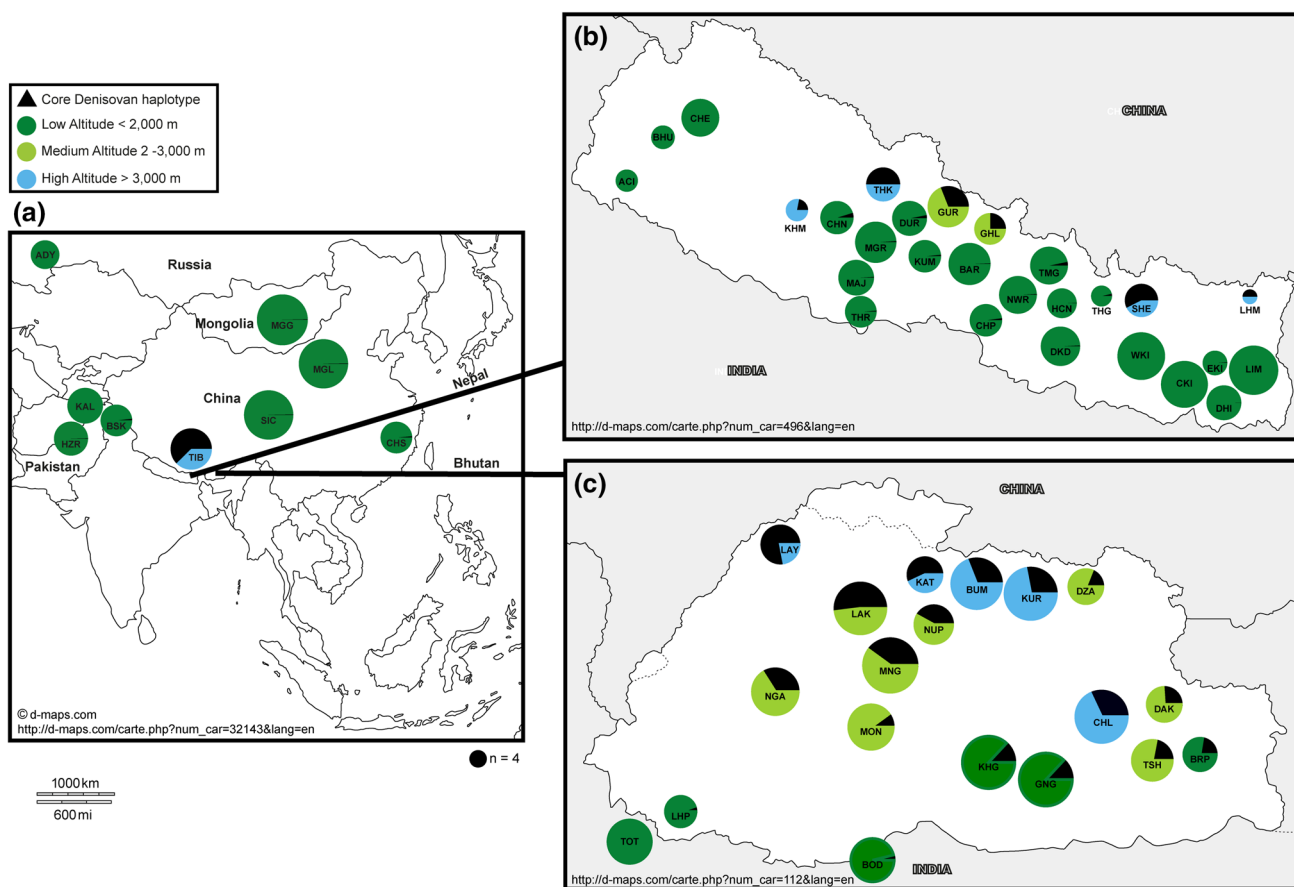 Core Denisovan haplotype
Low Altitude < 2,000 m
Medium Altitude 2 -3,000 m
High Altitude > 3,000 m
(a)
ADY
Russia
Mongolia
MGG
MGL
Nepal
KAL
BSK
HZR
China
SIC
CHS
TIB
Pakistan
Bhutan
© d-maps.com
http://d-maps.com/carte.php?num_car=32143&lang=en
n = 4
1000 km
600 mi
(b)
CHINA
CHE
BHU
ACI
THK
KHM
CHN
DUR
GUR
GHL
MGR
KUM
BAR
TMG
MAJ
NWR
HCN
THG
SHE
LHM
THR
CHP
DKD
WKI
CKI
EKI
LIM
DHI
INDIA
http://d-maps.com/carte.php?num_car=496&lang=en
(c)
CHINA
LAY
KAT
BUM
KUR
DZA
LAK
NUP
MNG
NGA
MON
CHL
DAK
KHG
GNG
TSH
BRP
LHP
TOT
BOD
INDIA
http://d-maps.com/carte.php?num_car=112&lang=en